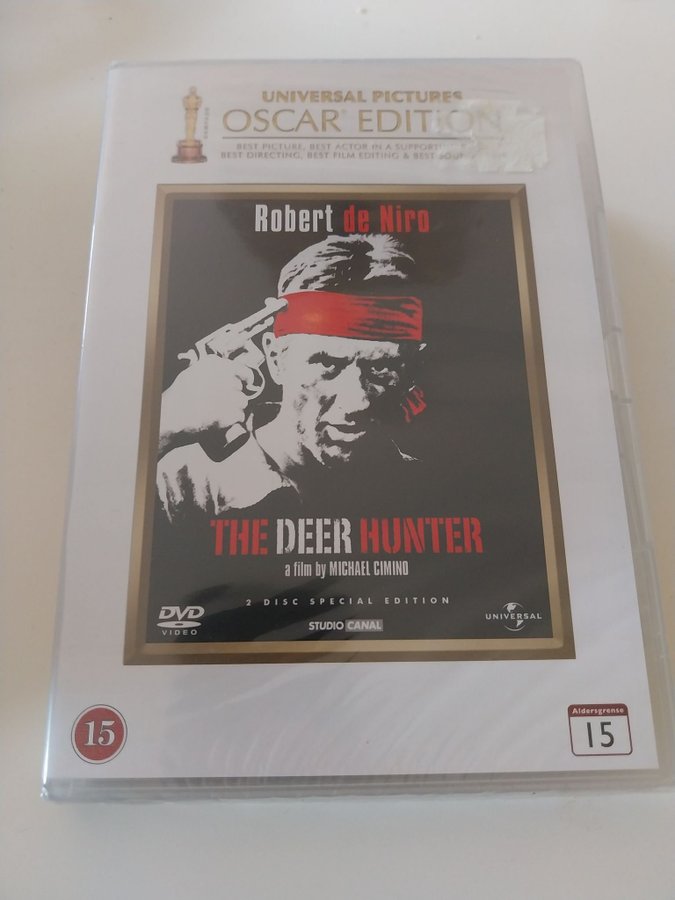 UNIVERSAL PICTURES
OSCAR® EDITION
BEST PICTURE, BEST ACTOR IN A SUPPORTING
BEST DIRECTING, BEST FILM EDITING & BEST SOUND
Robert de Niro
THE DEER HUNTER
a film by MICHAEL CIMINO
2 DISC SPECIAL EDITION
DVD
VIDEO
STUDIO CANAL
UNIVERSAL
15
Aldersgrense
15